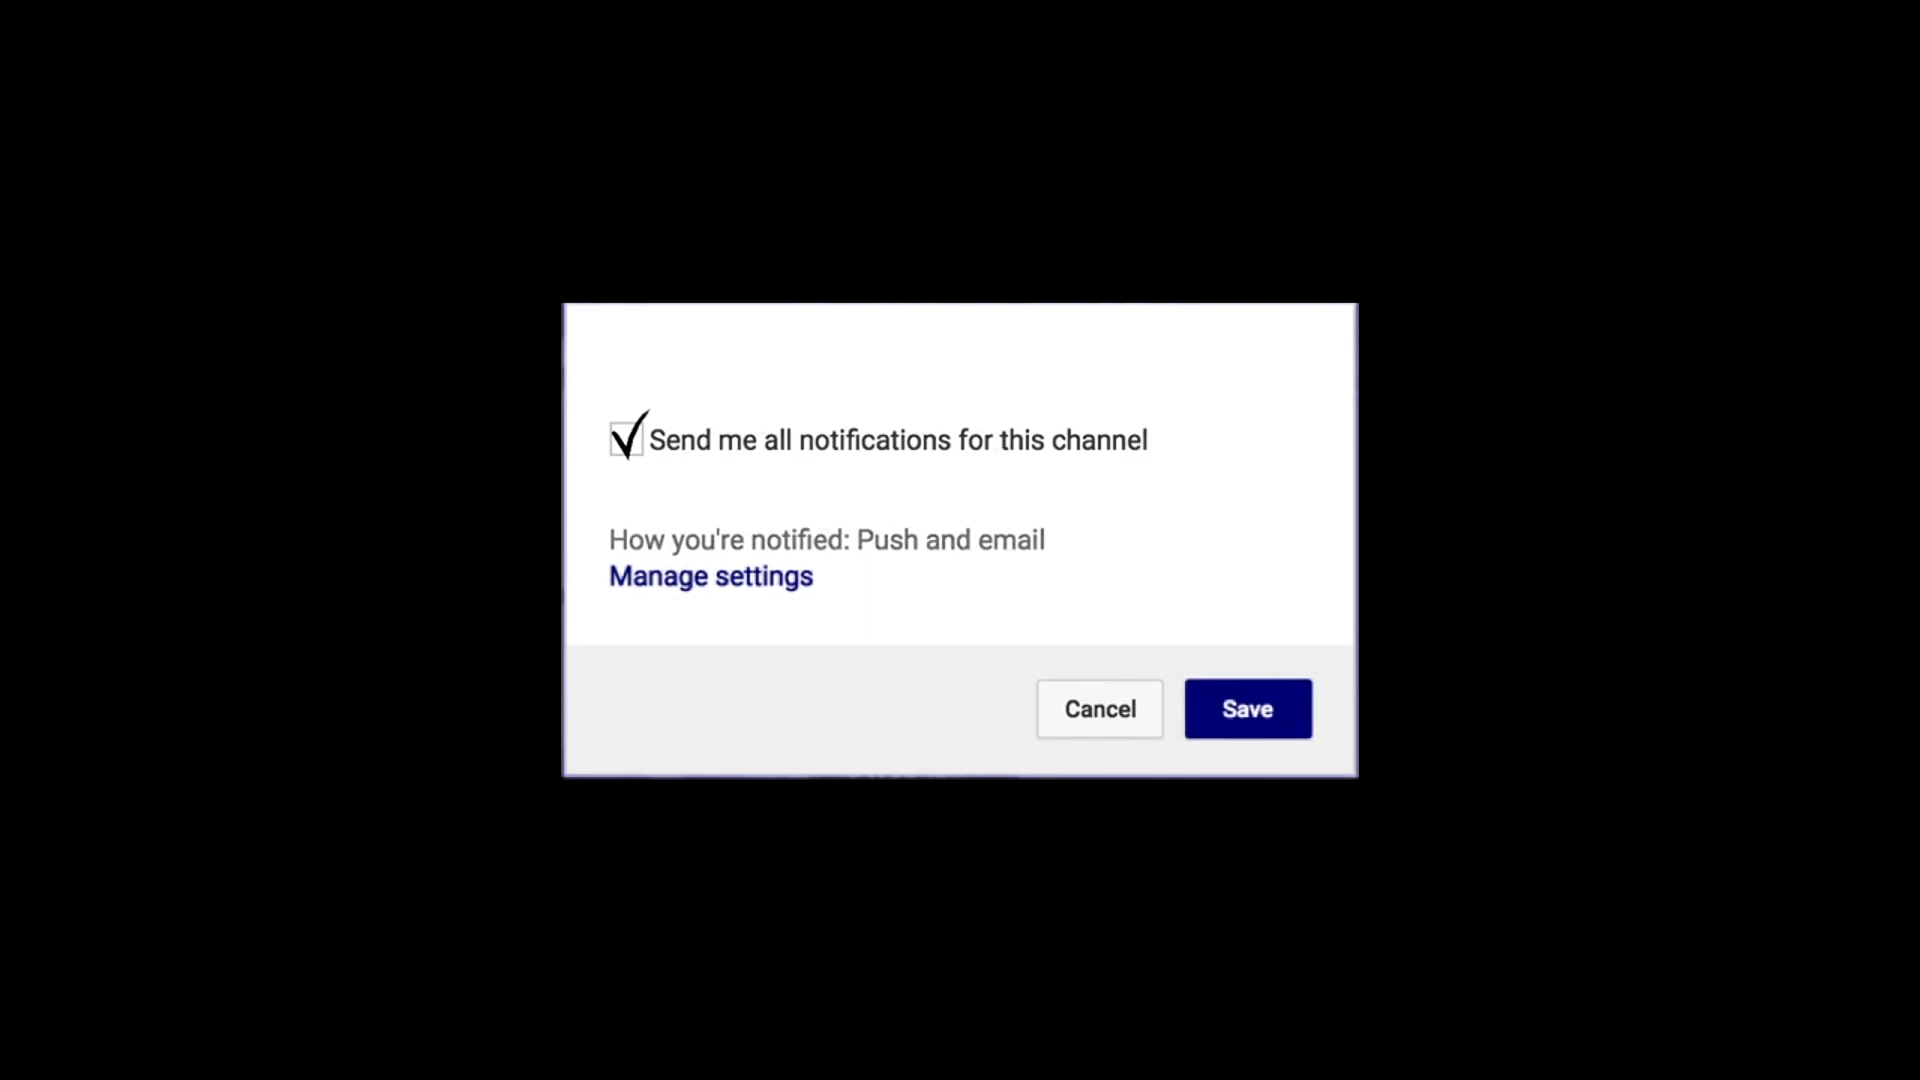 Send me all notifications for this channel
How you're notified: Push and email
Manage settings
Cancel Save